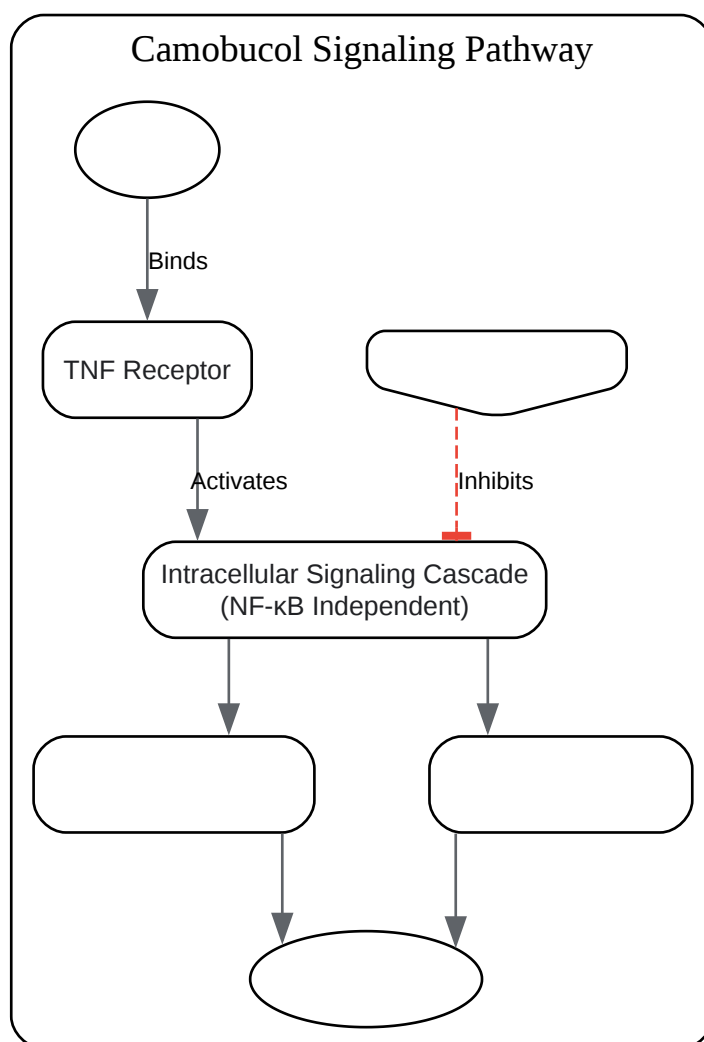 Camobucol Signaling Pathway
Binds
TNF Receptor
Activates
Inhibits
Intracellular Signaling Cascade
(NF-κB Independent)